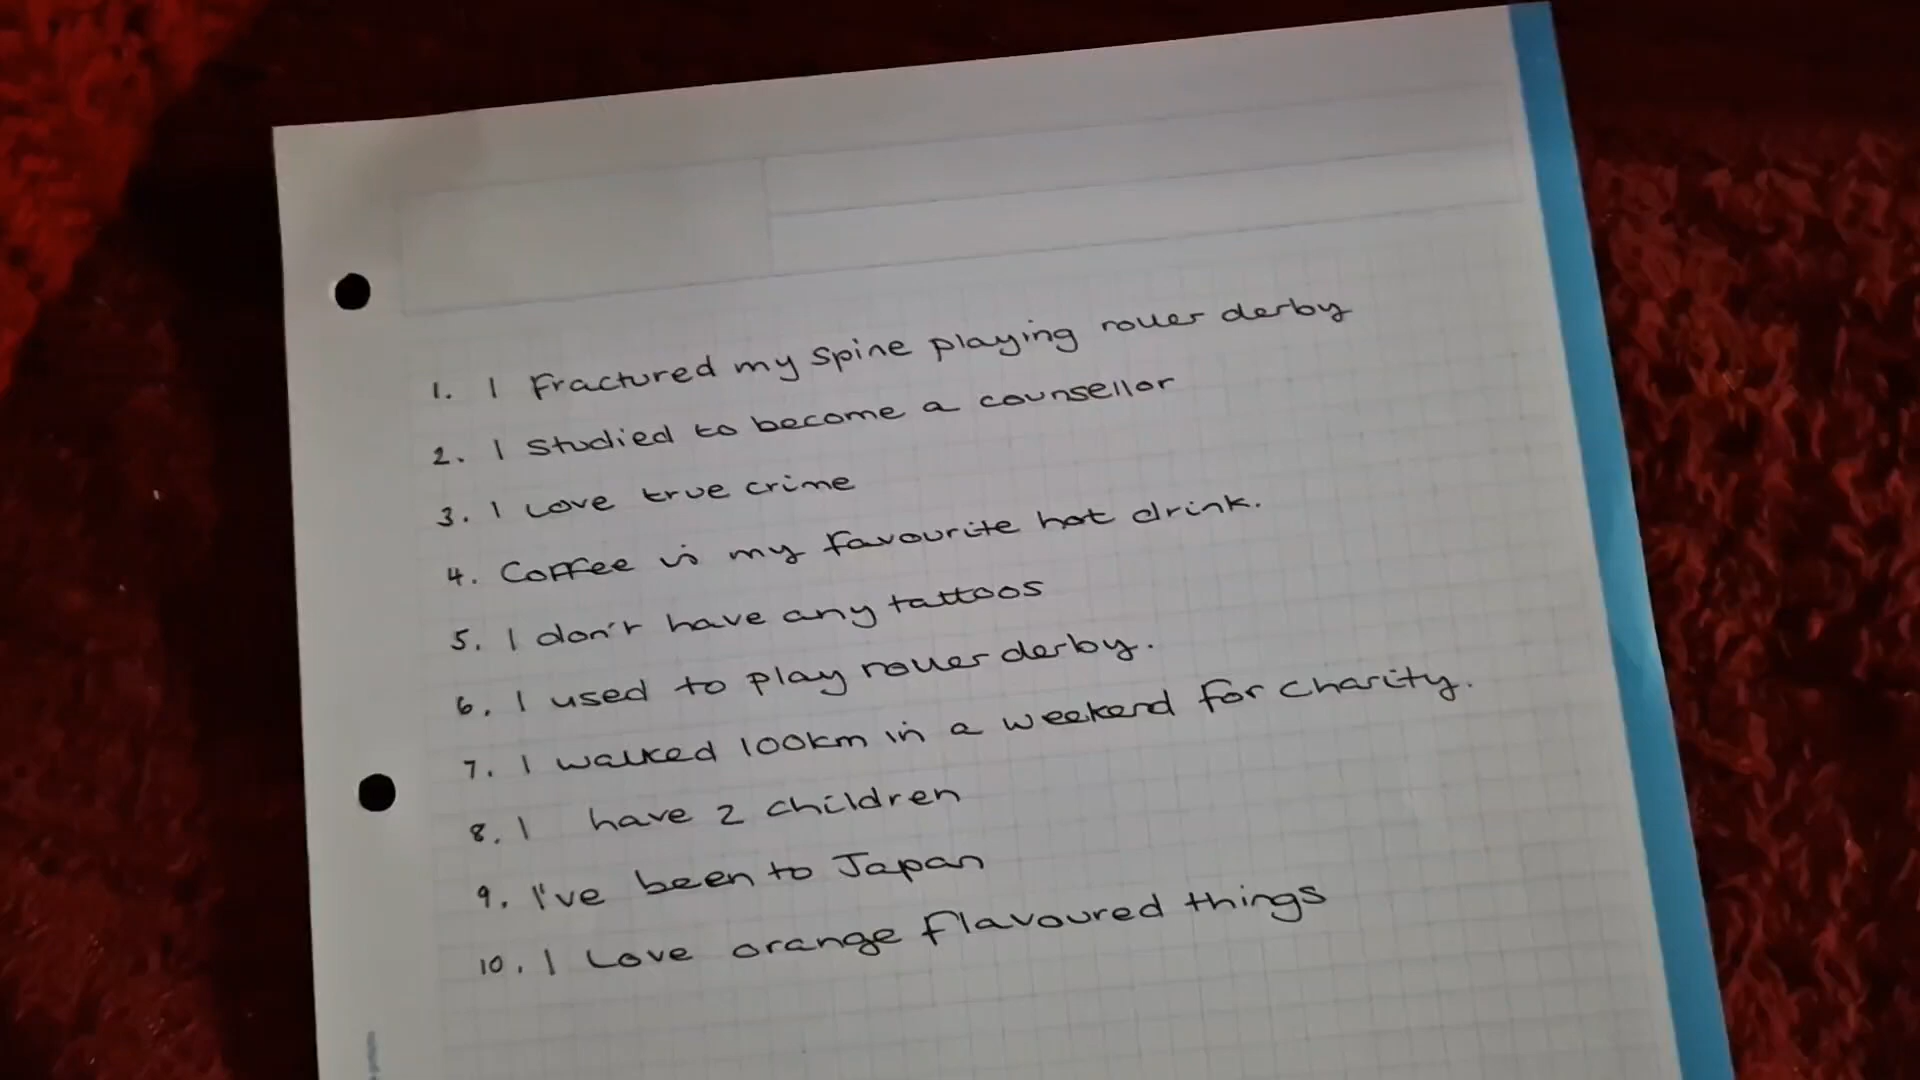 1. I Fractured my spine playing roller derby
2. I studied to become a counsellor
3. I love true crime
4. Coffee is my favourite hot drink.
5. I don't have any tattoos
6. I used to play roller derby.
7. I walked 100km in a weekend for charity.
8. I have 2 children
9. I've been to Japan
10. I love orange flavoured things